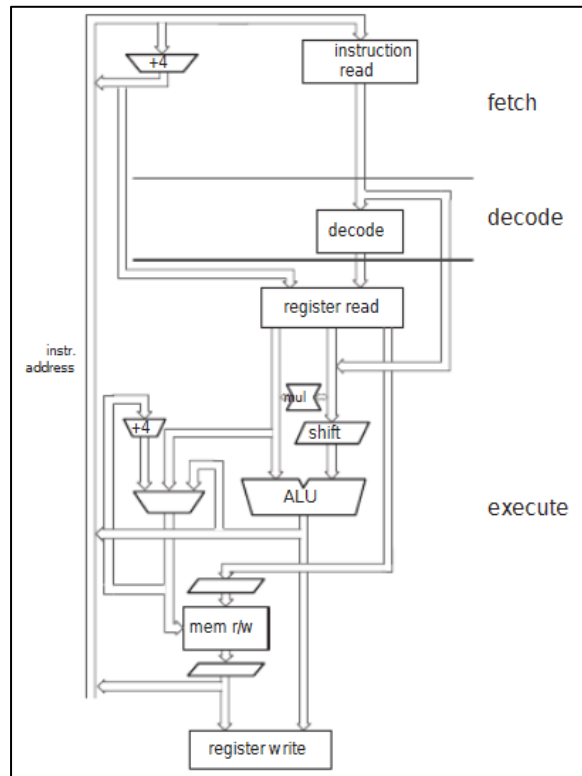 +4
instruction
read
fetch
decode
decode
register read
instr.
address
mul
+4
shift
ALU
execute
mem r/w
register write